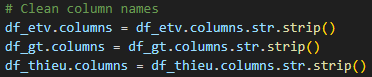 # Clean column names
df_etv.columns = df_etv.columns.str.strip()
df_gt.columns = df_gt.columns.str.strip()
df_thieu.columns = df_thieu.columns.str.strip()